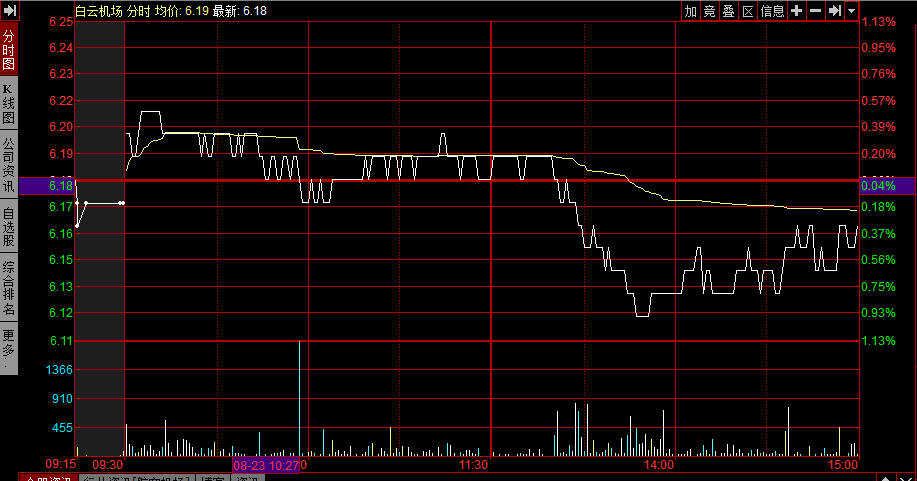 白云机场 分时 均价: 6.19 最新: 6.18
加 竞 叠 区 信息
分时图
K线图
公司资讯
自选股
综合排名
更多
6.25 1.13%
6.24 0.95%
6.23 0.76%
6.22 0.57%
6.20 0.39%
6.19 0.20%
6.18 0.04%
6.17 0.18%
6.16 0.37%
6.15 0.56%
6.13 0.75%
6.12 0.93%
6.11 1.13%
1366
910
455
09:15 09:30 08-23 10:27 0 11:30 14:00 15:00